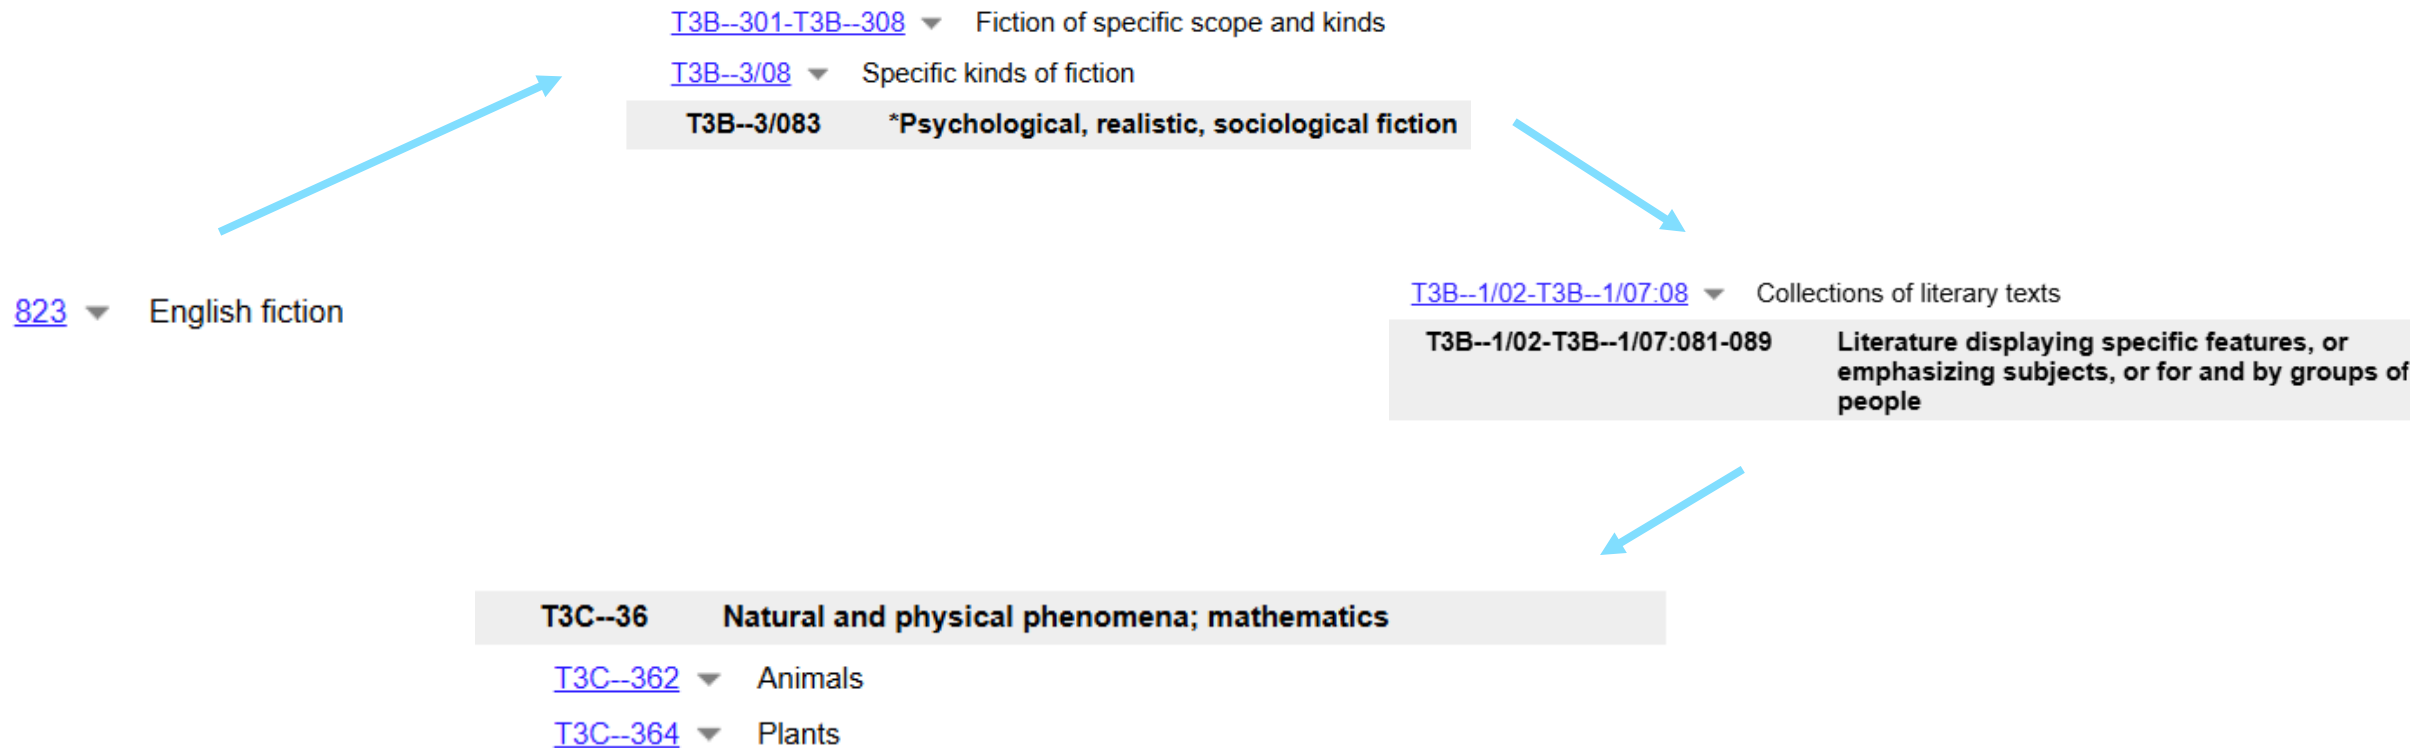 T3B--301-T3B--308 Fiction of specific scope and kinds
T3B--3/08 Specific kinds of fiction
T3B--3/083 *Psychological, realistic, sociological fiction
823 English fiction
T3B--1/02-T3B--1/07:08 Collections of literary texts
T3B--1/02-T3B--1/07:081-089 Literature displaying specific features, or
emphasizing subjects, or for and by groups of
people
T3C--36 Natural and physical phenomena; mathematics
T3C--362 Animals
T3C--364 Plants